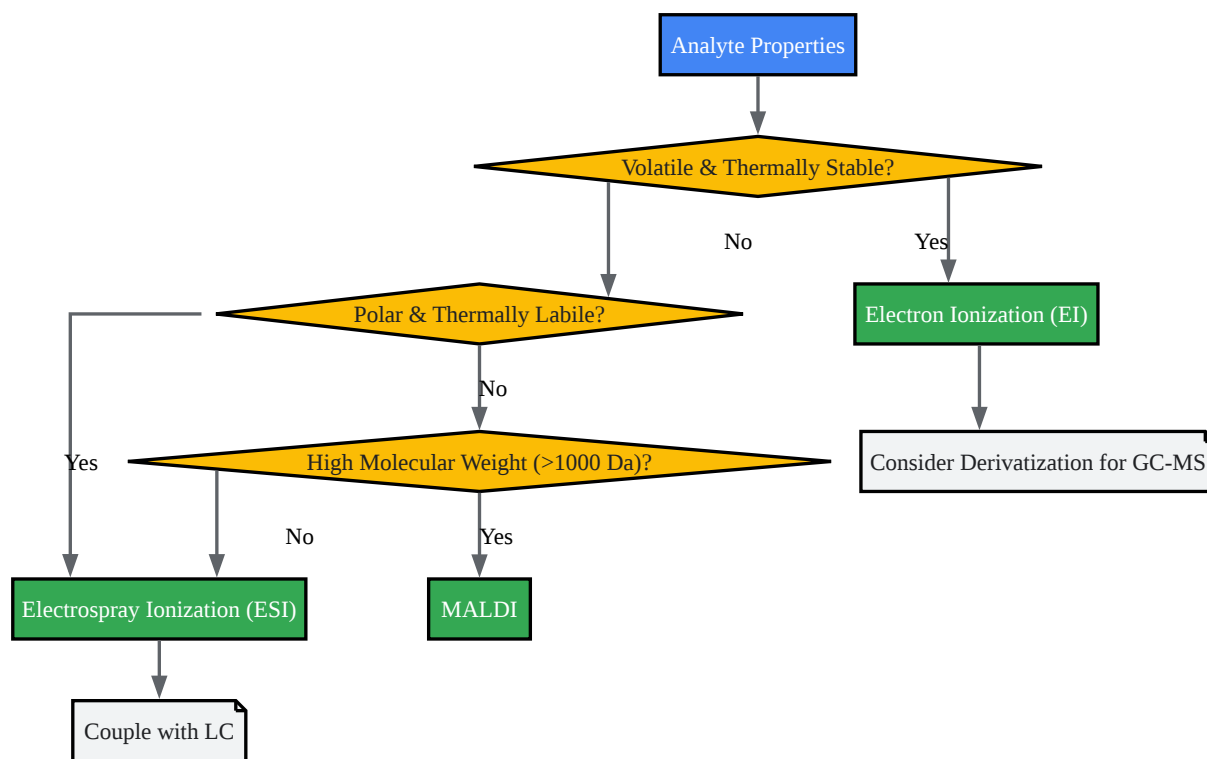 Analyte Properties
Volatile & Thermally Stable?
No
Yes
Polar & Thermally Labile?
Electron Ionization (EI)
No
Yes
High Molecular Weight (>1000 Da)?
Consider Derivatization for GC-MS
No
Yes
Electrospray Ionization (ESI)
MALDI
Couple with LC